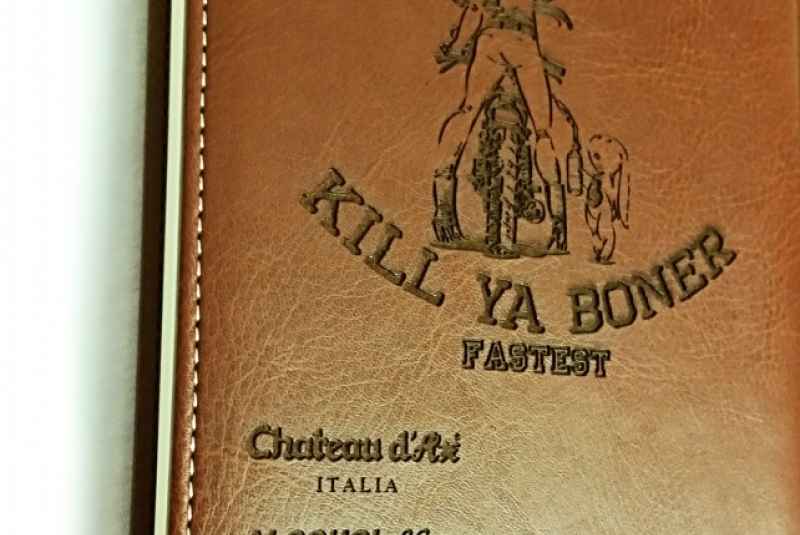 KILL YA BONER
FASTEST
Chateau d'Ax
ITALIA